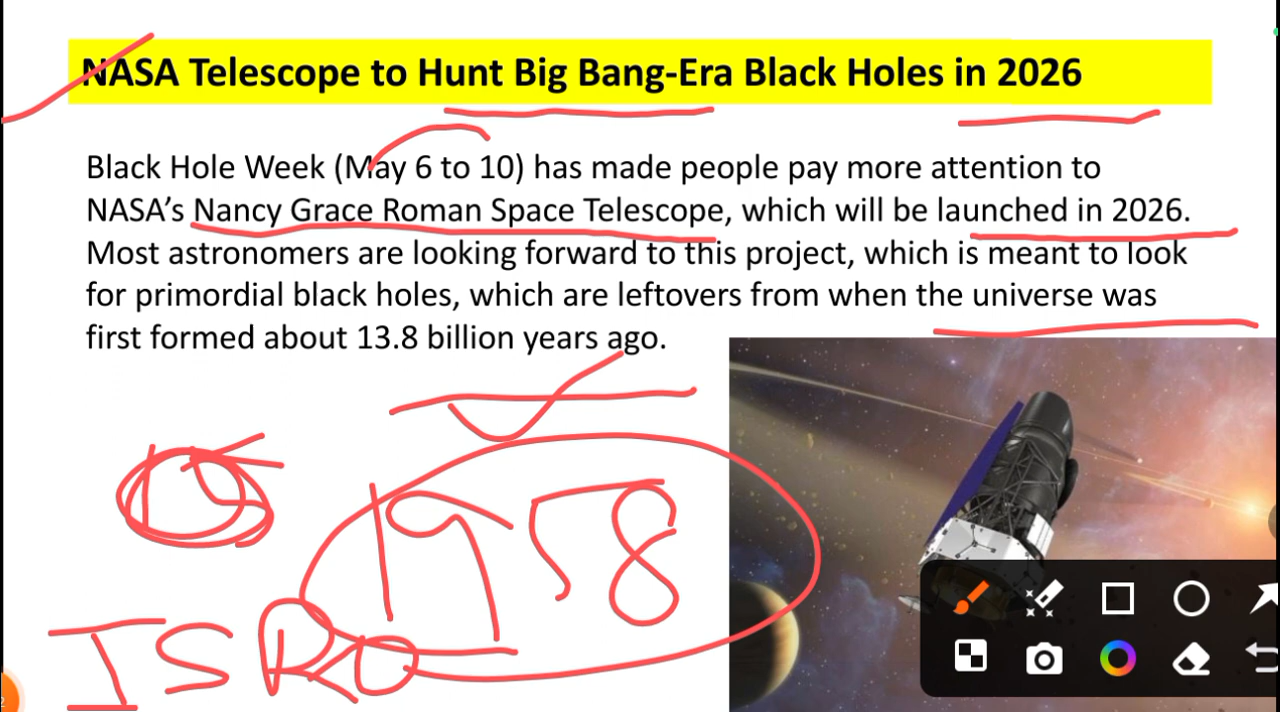 NASA Telescope to Hunt Big Bang-Era Black Holes in 2026
Black Hole Week (May 6 to 10) has made people pay more attention to
NASA’s Nancy Grace Roman Space Telescope, which will be launched in 2026.
Most astronomers are looking forward to this project, which is meant to look
for primordial black holes, which are leftovers from when the universe was
first formed about 13.8 billion years ago.
1958
ISRO